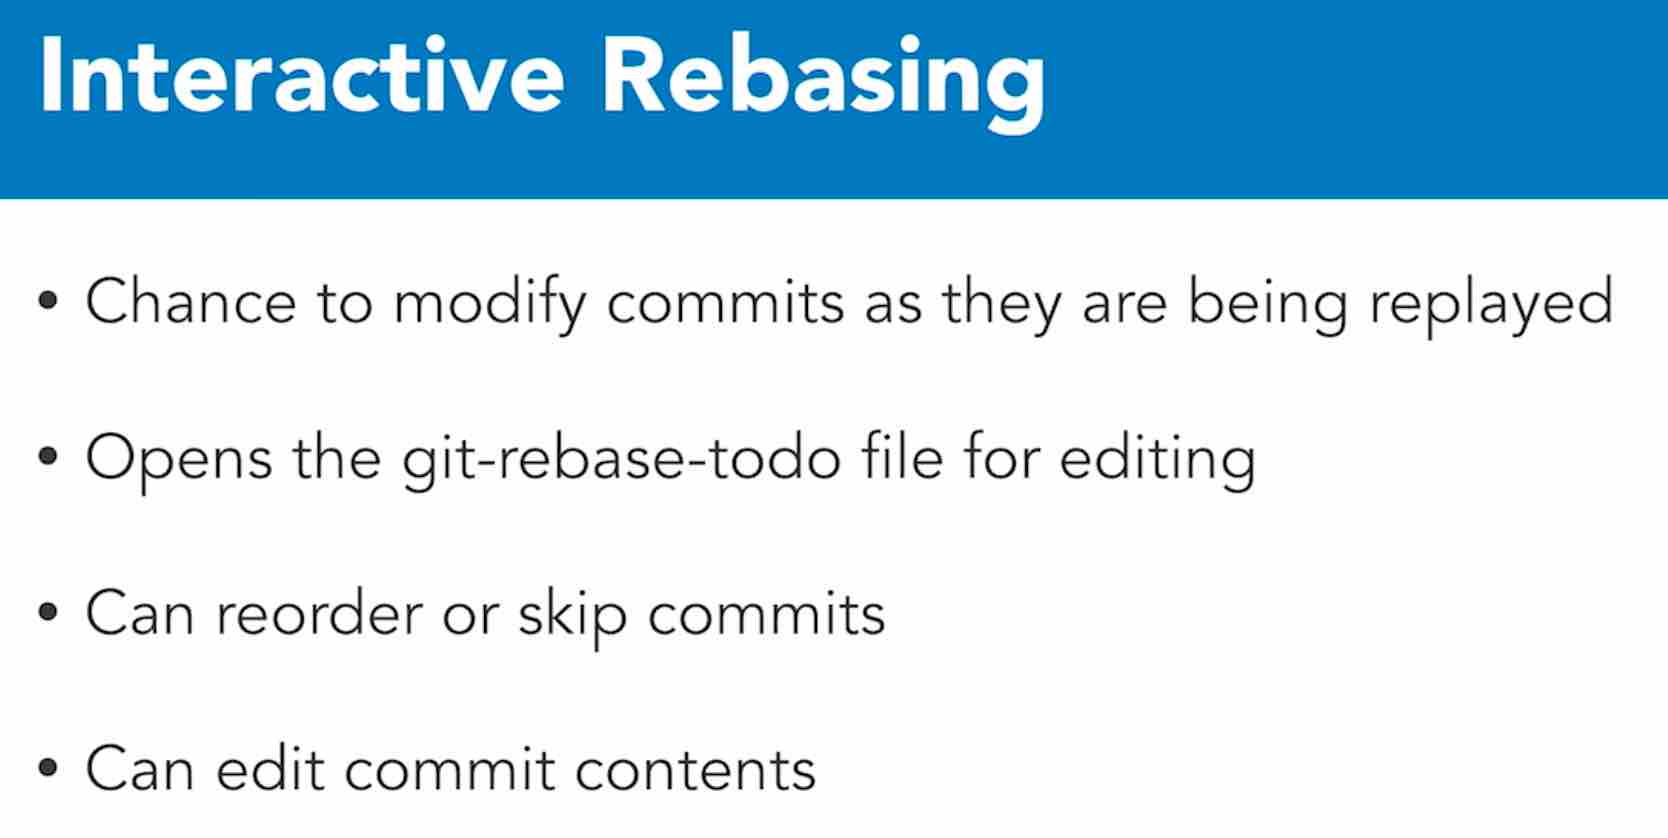 Interactive Rebasing
• Chance to modify commits as they are being replayed
• Opens the git-rebase-todo file for editing
• Can reorder or skip commits
• Can edit commit contents